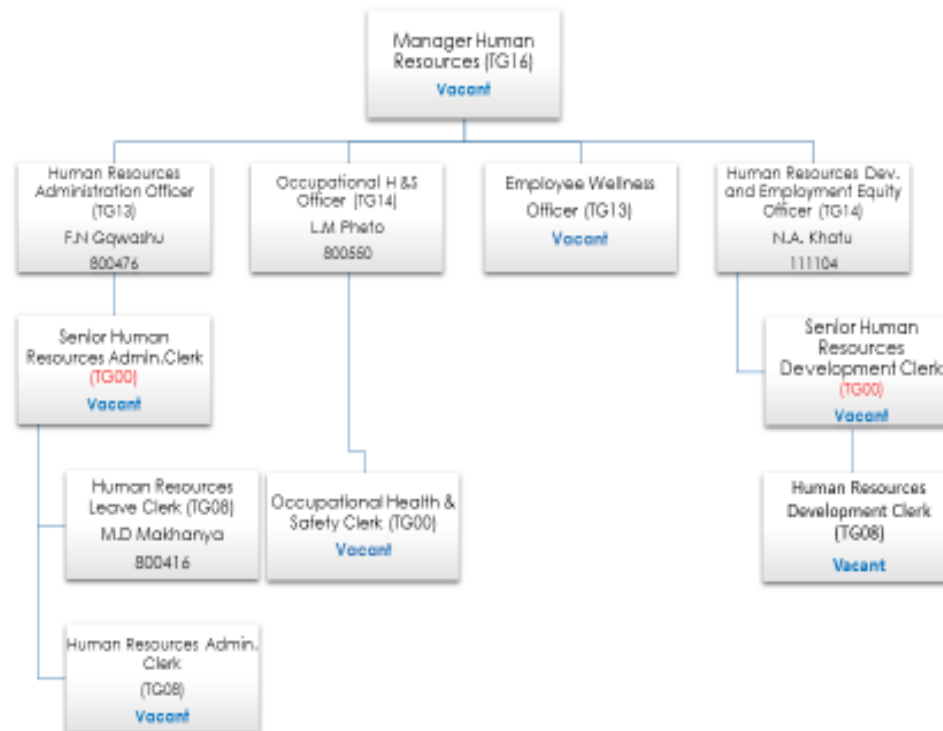 Manager Human
Resources (TG16)
Vacant
Human Resources
Administration Officer
(TG13)
F.N Gqwashu
800476
Occupational H &S
Officer (TG14)
L.M Pheto
800550
Employee Wellness
Officer (TG13)
Vacant
Human Resources Dev.
and Employment Equity
Officer (TG14)
N.A. Khatu
111104
Senior Human
Resources Admin.Clerk
(TG00)
Vacant
Senior Human
Resources
Development Clerk
(TG00)
Vacant
Human Resources
Leave Clerk (TG08)
M.D Makhanya
800416
Occupational Health &
Safety Clerk (TG00)
Vacant
Human Resources
Development Clerk
(TG08)
Vacant
Human Resources Admin.
Clerk
(TG08)
Vacant